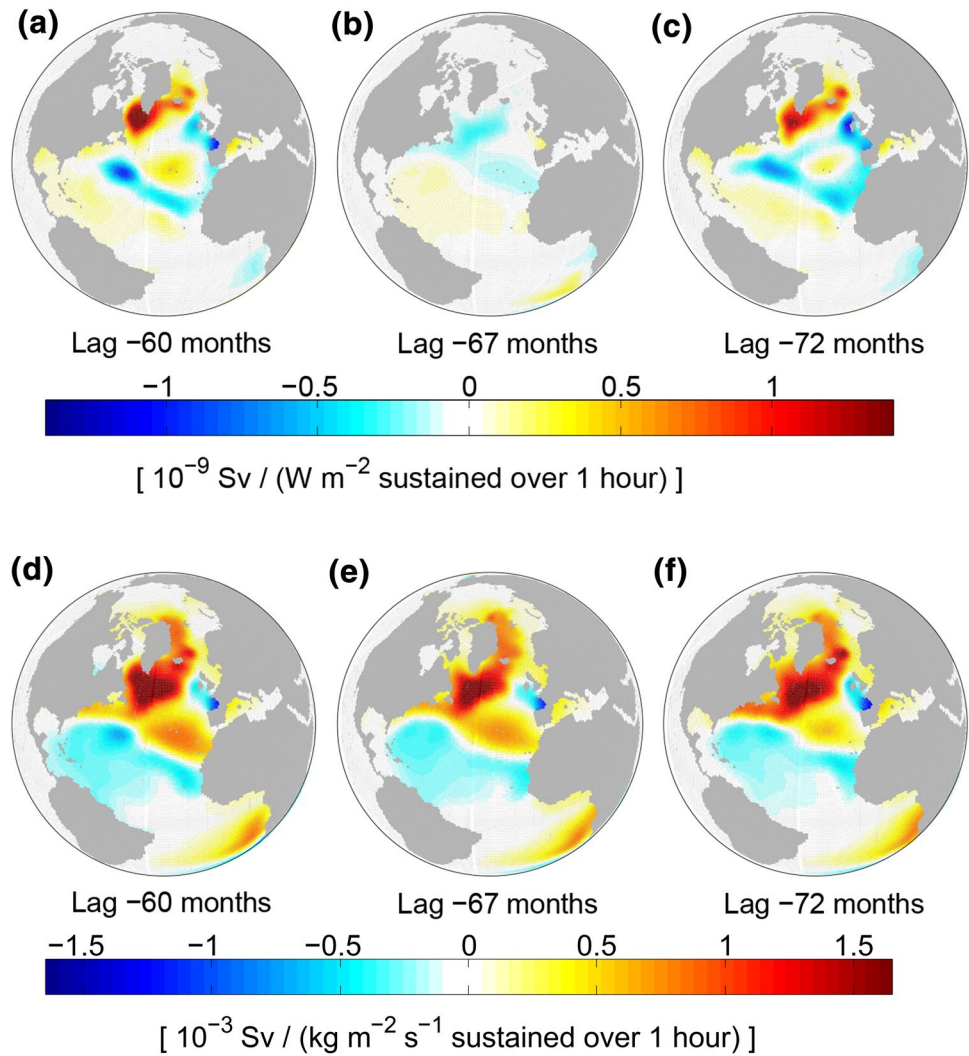 (a) (b) (c)
Lag −60 months Lag −67 months Lag −72 months
−1 −0.5 0 0.5 1
[ 10⁻⁹ Sv / (W m⁻² sustained over 1 hour) ]
(d) (e) (f)
Lag −60 months Lag −67 months Lag −72 months
−1.5 −1 −0.5 0 0.5 1 1.5
[ 10⁻³ Sv / (kg m⁻² s⁻¹ sustained over 1 hour) ]